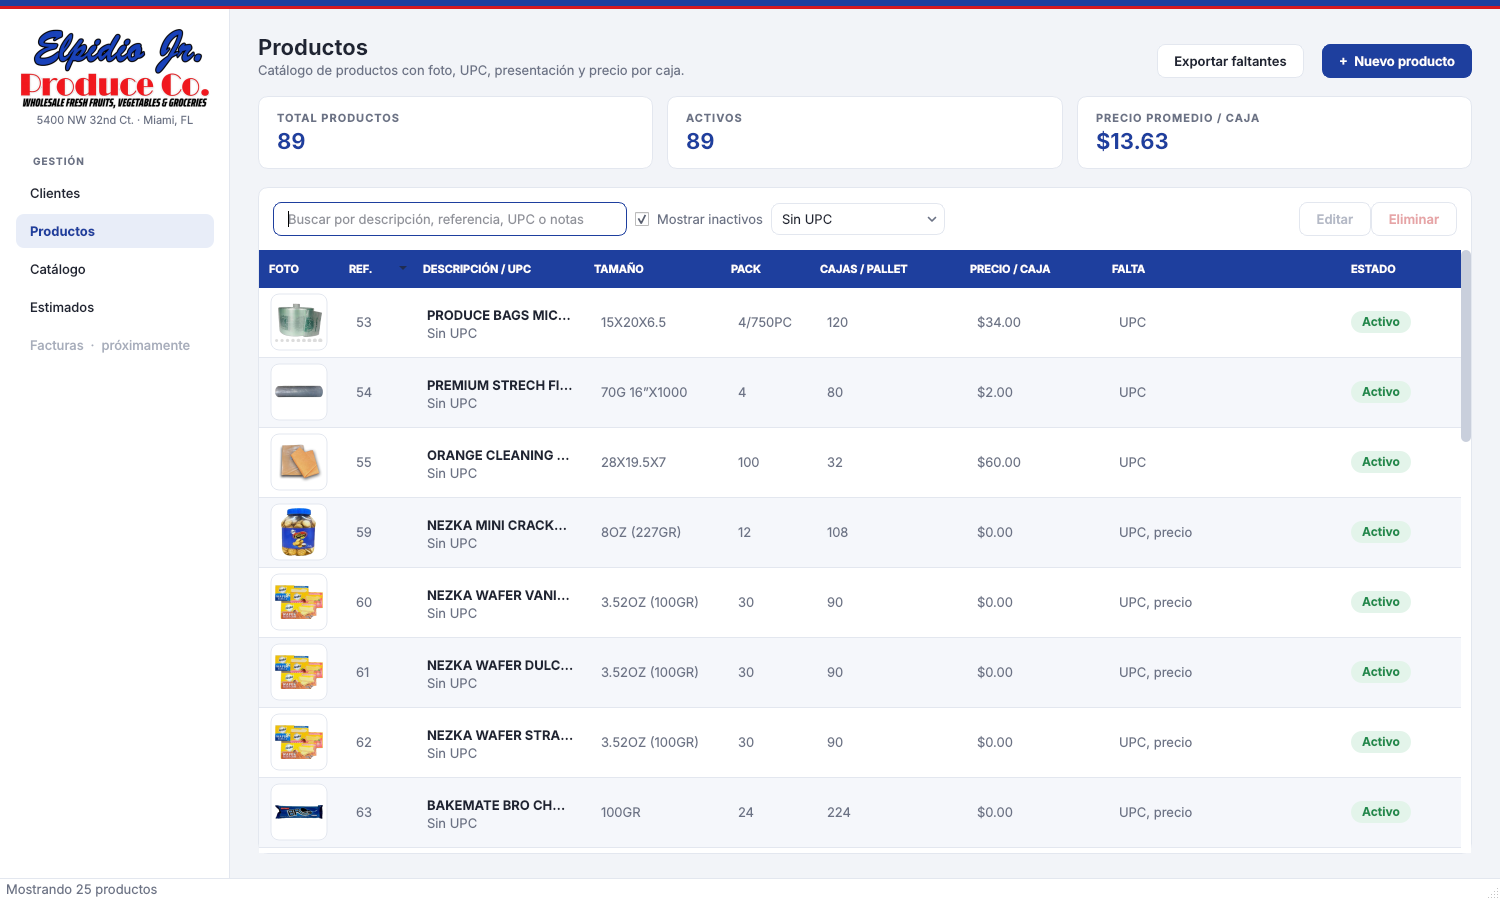 Elpidio Jr.
Produce Co.
WHOLESALE FRESH FRUITS, VEGETABLES & GROCERIES
5400 NW 32nd Ct. · Miami, FL
GESTIÓN
Clientes
Productos
Catálogo
Estimados
Facturas · próximamente
Productos
Catálogo de productos con foto, UPC, presentación y precio por caja.
Exportar faltantes
+ Nuevo producto
TOTAL PRODUCTOS
89
ACTIVOS
89
PRECIO PROMEDIO / CAJA
$13.63
Buscar por descripción, referencia, UPC o notas
Mostrar inactivos
Sin UPC
Editar
Eliminar
FOTO REF. DESCRIPCIÓN / UPC TAMAÑO PACK CAJAS / PALLET PRECIO / CAJA FALTA ESTADO
53 PRODUCE BAGS MIC... 15X20X6.5 4/750PC 120 $34.00 UPC Activo
Sin UPC
54 PREMIUM STRECH FI... 70G 16"X1000 4 80 $2.00 UPC Activo
Sin UPC
55 ORANGE CLEANING ... 28X19.5X7 100 32 $60.00 UPC Activo
Sin UPC
59 NEZKA MINI CRACK... 8OZ (227GR) 12 108 $0.00 UPC, precio Activo
Sin UPC
60 NEZKA WAFER VANI... 3.52OZ (100GR) 30 90 $0.00 UPC, precio Activo
Sin UPC
61 NEZKA WAFER DULC... 3.52OZ (100GR) 30 90 $0.00 UPC, precio Activo
Sin UPC
62 NEZKA WAFER STRA... 3.52OZ (100GR) 30 90 $0.00 UPC, precio Activo
Sin UPC
63 BAKEMATE BRO CH... 100GR 24 224 $0.00 UPC, precio Activo
Sin UPC
Mostrando 25 productos